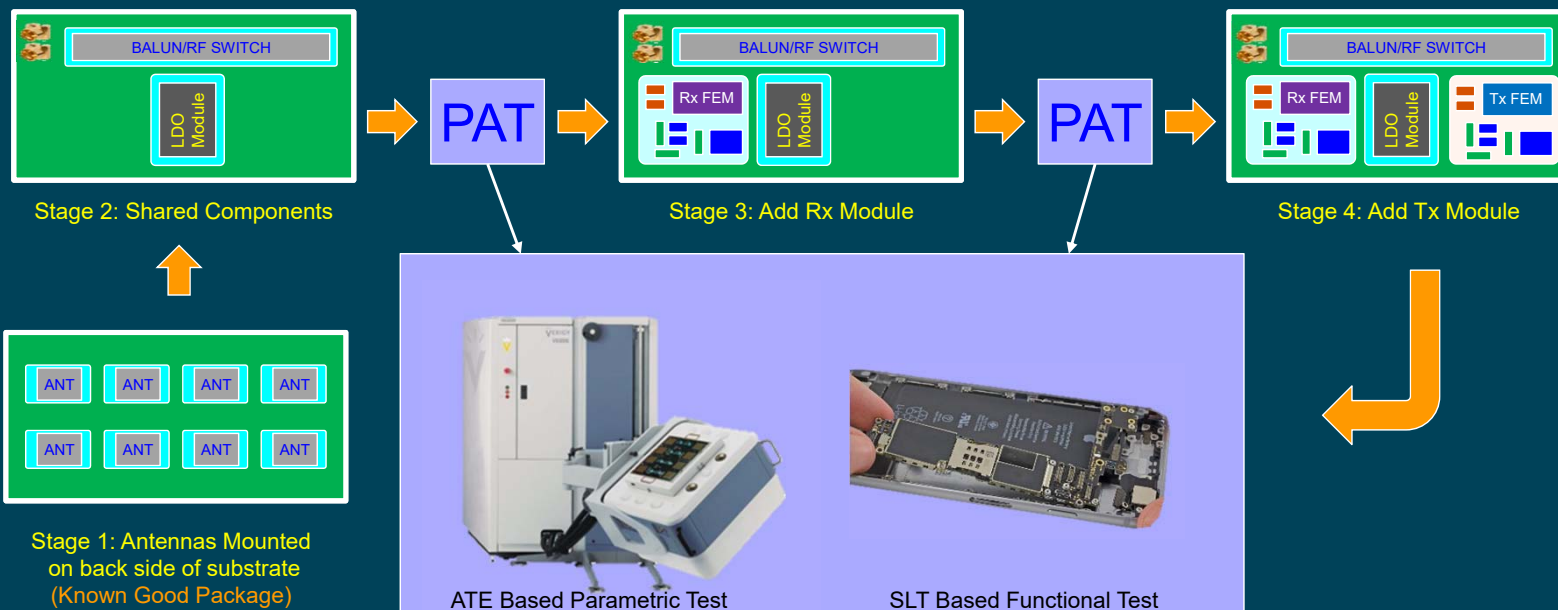 BALUN/RF SWITCH
LDO
Module
Stage 2: Shared Components
PAT
BALUN/RF SWITCH
Rx FEM
LDO
Module
Stage 3: Add Rx Module
PAT
BALUN/RF SWITCH
Rx FEM
LDO
Module
Tx FEM
Stage 4: Add Tx Module
ANT ANT ANT ANT
ANT ANT ANT ANT
Stage 1: Antennas Mounted
on back side of substrate
(Known Good Package)
VERIGY
ATE Based Parametric Test
SLT Based Functional Test